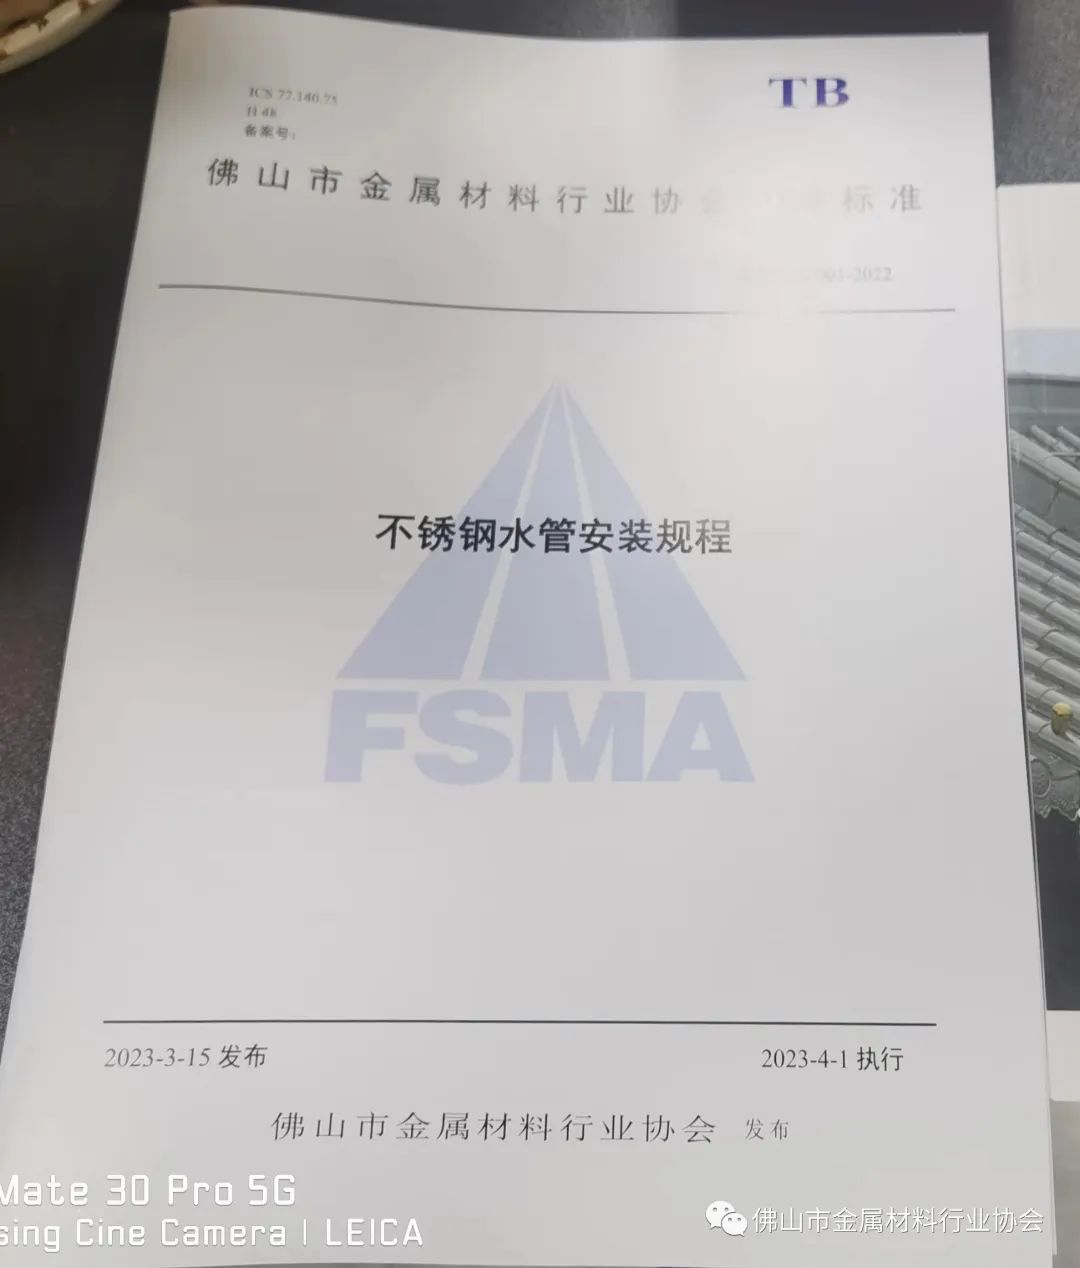 TB
ICS 77.140.75
H 48
备案号：
佛山市金属材料行业协会 标准
001-2022
不锈钢水管安装规程
FSMA
2023-3-15 发布
2023-4-1 执行
佛山市金属材料行业协会 发布
Mate 30 Pro 5G
sing Cine Camera | LEICA
佛山市金属材料行业协会